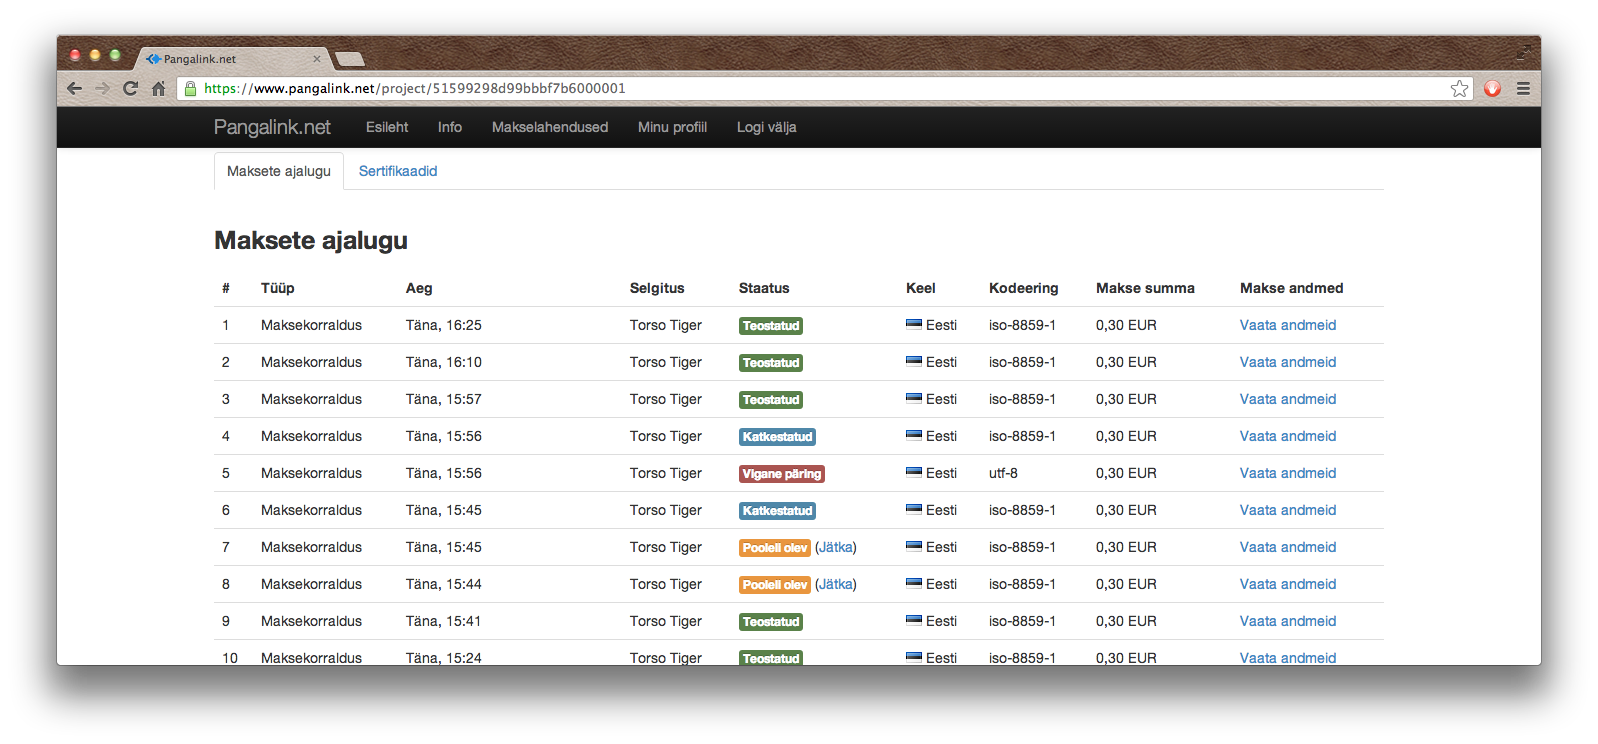 Pangalink.net
https://www.pangalink.net/project/51599298d99bbbf7b6000001
Pangalink.net Esileht Info Makselahendused Minu profiil Logi välja
Maksete ajalugu Sertifikaadid
Maksete ajalugu
# Tüüp Aeg Selgitus Staatus Keel Kodeering Makse summa Makse andmed
1 Maksekorraldus Täna, 16:25 Torso Tiger Teostatud Eesti iso-8859-1 0,30 EUR Vaata andmeid
2 Maksekorraldus Täna, 16:10 Torso Tiger Teostatud Eesti iso-8859-1 0,30 EUR Vaata andmeid
3 Maksekorraldus Täna, 15:57 Torso Tiger Teostatud Eesti iso-8859-1 0,30 EUR Vaata andmeid
4 Maksekorraldus Täna, 15:56 Torso Tiger Katkestatud Eesti iso-8859-1 0,30 EUR Vaata andmeid
5 Maksekorraldus Täna, 15:56 Torso Tiger Vigane päring Eesti utf-8 0,30 EUR Vaata andmeid
6 Maksekorraldus Täna, 15:45 Torso Tiger Katkestatud Eesti iso-8859-1 0,30 EUR Vaata andmeid
7 Maksekorraldus Täna, 15:45 Torso Tiger Pooleli olev (Jätka) Eesti iso-8859-1 0,30 EUR Vaata andmeid
8 Maksekorraldus Täna, 15:44 Torso Tiger Pooleli olev (Jätka) Eesti iso-8859-1 0,30 EUR Vaata andmeid
9 Maksekorraldus Täna, 15:41 Torso Tiger Teostatud Eesti iso-8859-1 0,30 EUR Vaata andmeid
10 Maksekorraldus Täna, 15:24 Torso Tiger Teostatud Eesti iso-8859-1 0,30 EUR Vaata andmeid